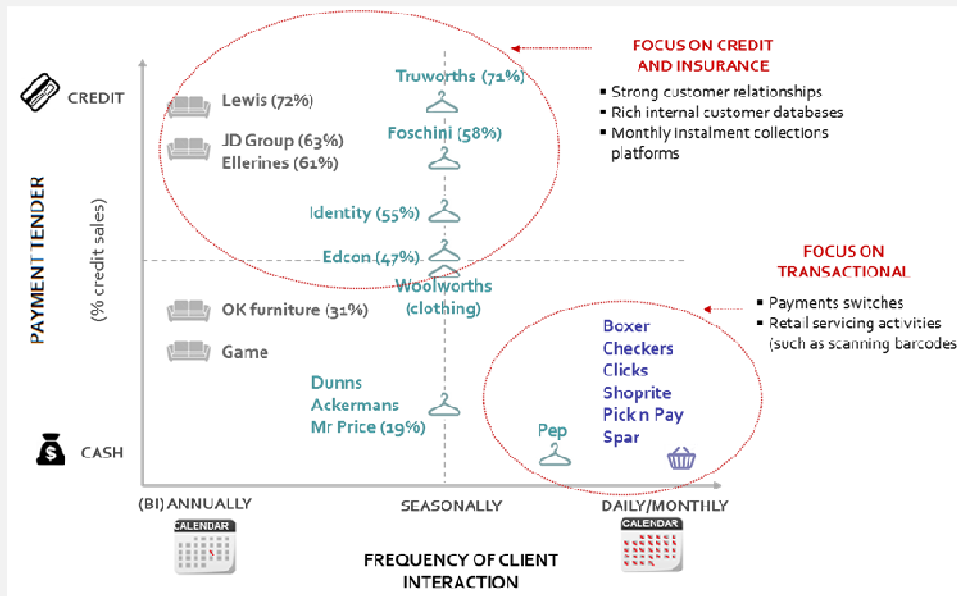 FOCUS ON CREDIT
AND INSURANCE
▪ Strong customer relationships
▪ Rich internal customer databases
▪ Monthly instalment collections
platforms
CREDIT
Truworths (71%)
Lewis (72%)
Foschini (58%)
JD Group (63%)
Ellerines (61%)
Identity (55%)
Edcon (47%)
Woolworths
(clothing)
PAYMENT TENDER
(% credit sales)
FOCUS ON
TRANSACTIONAL
▪ Payments switches
▪ Retail servicing activities
(such as scanning barcodes
OK furniture (31%)
Game
Boxer
Checkers
Clicks
Shoprite
Pick n Pay
Spar
Dunns
Ackermans
Mr Price (19%)
Pep
$
CASH
(BI) ANNUALLY
SEASONALLY
DAILY/MONTHLY
CALENDAR
CALENDAR
FREQUENCY OF CLIENT
INTERACTION